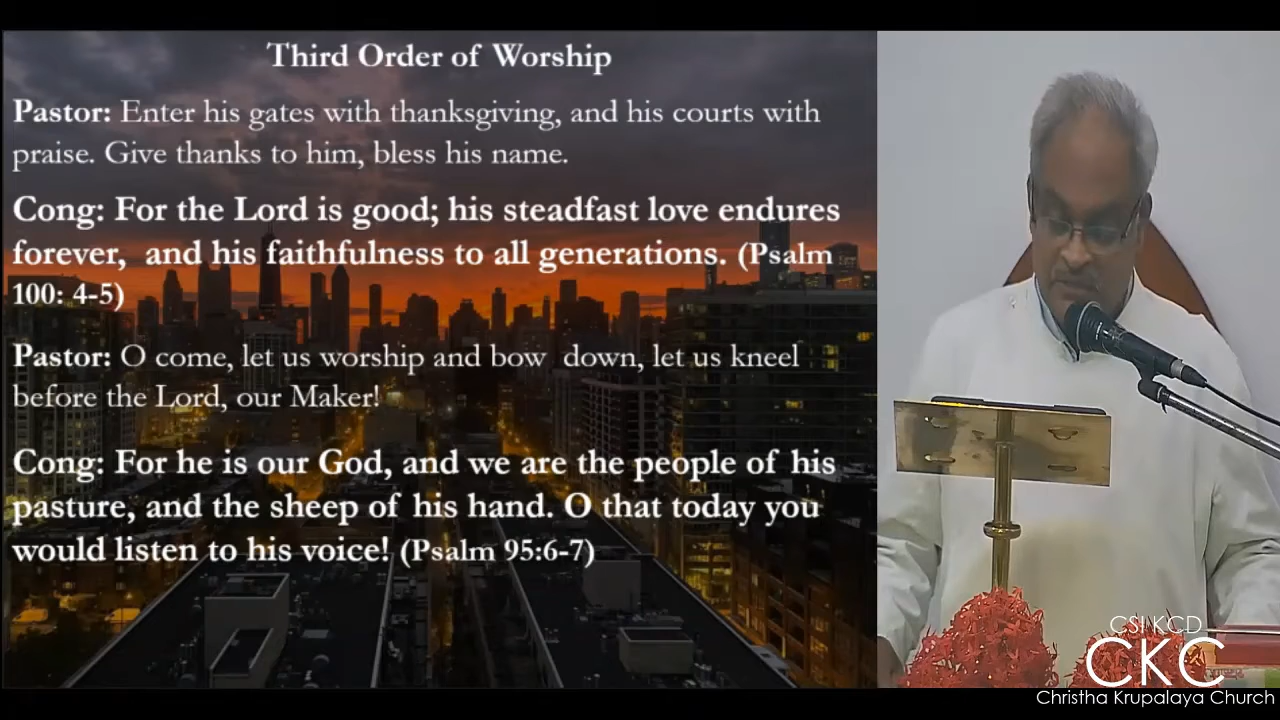 Third Order of Worship
Pastor: Enter his gates with thanksgiving, and his courts with
praise. Give thanks to him, bless his name.
Cong: For the Lord is good; his steadfast love endures
forever, and his faithfulness to all generations. (Psalm
100: 4-5)
Pastor: O come, let us worship and bow down, let us kneel
before the Lord, our Maker!
Cong: For he is our God, and we are the people of his
pasture, and the sheep of his hand. O that today you
would listen to his voice! (Psalm 95:6-7)
CSI KCD
CKC
Christha Krupalaya Church